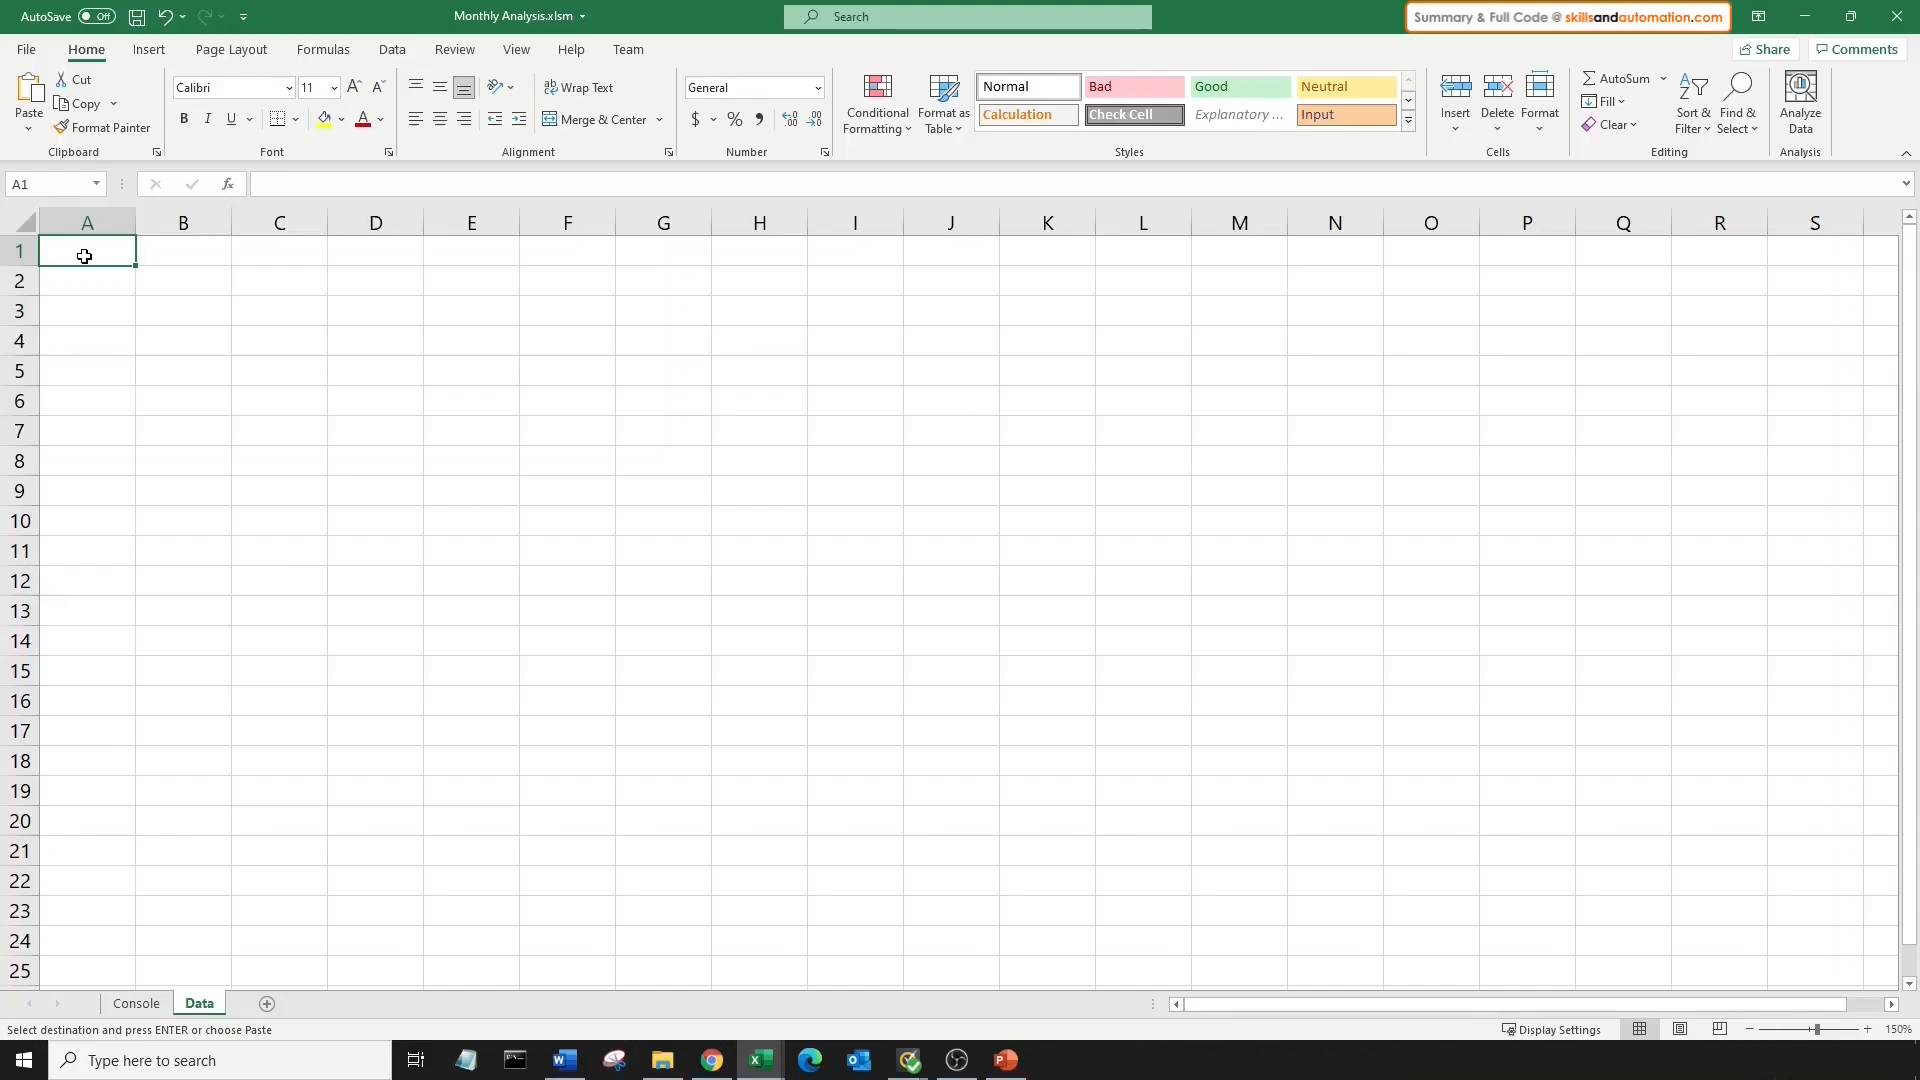 AutoSave Off Monthly Analysis.xlsm Search Summary & Full Code @ skillsandautomation.com
File Home Insert Page Layout Formulas Data Review View Help Team Share Comments
Paste Cut Copy Format Painter
Clipboard
Calibri 11
B I U A
Font
Wrap Text
Merge & Center
Alignment
General
$ % 9
Number
Conditional Formatting
Format as Table
Normal Bad Good Neutral
Calculation Check Cell Explanatory ... Input
Styles
Insert Delete Format
Cells
AutoSum
Fill
Clear
Sort & Filter
Find & Select
Editing
Analyze Data
Analysis
A1 fx
A B C D E F G H I J K L M N O P Q R S
1
2
3
4
5
6
7
8
9
10
11
12
13
14
15
16
17
18
19
20
21
22
23
24
25
Console Data
Select destination and press ENTER or choose Paste Display Settings 150%
Type here to search